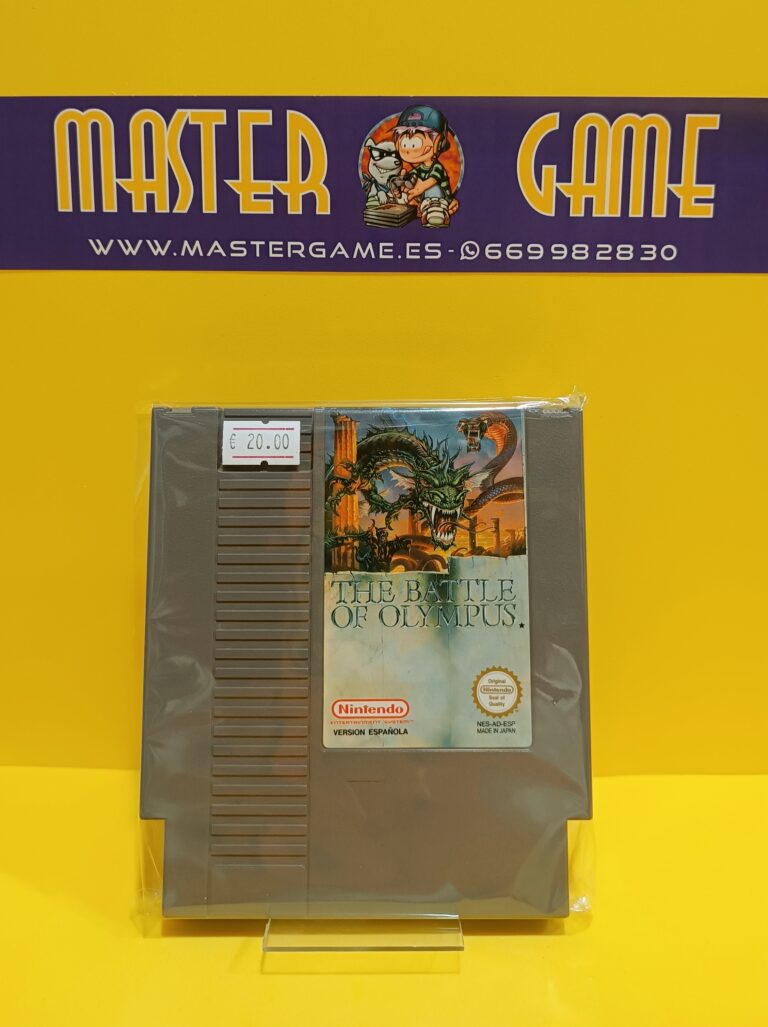 MASTER GAME
WWW.MASTERGAME.ES-669982830
€ 20.00
THE BATTLE
OF OLYMPUS.
Original
Nintendo
Seal of
Quality
Nintendo
ENTERTAINMENT SYSTEM™
VERSION ESPAÑOLA
NES-AD-ESP
MADE IN JAPAN